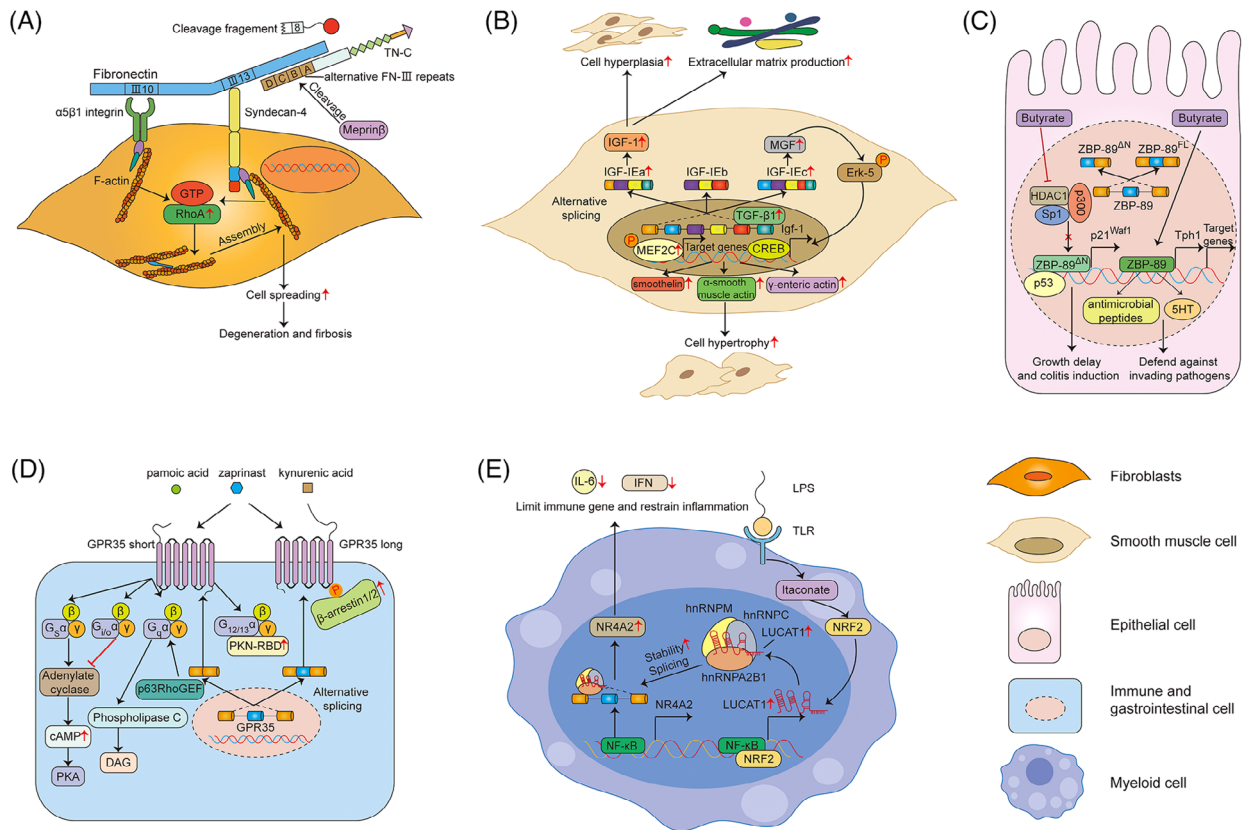 (A)
Cleavage fragement
8
TN-C
Fibronectin
III10
III13
D C B A
alternative FN-III repeats
α5β1 integrin
Syndecan-4
Cleavage
Meprinβ
F-actin
GTP
RhoA
Assembly
Cell spreading
Degeneration and firbosis
(B)
Cell hyperplasia
Extracellular matrix production
IGF-1
MGF
P
IGF-IEa
IGF-IEb
IGF-IEc
Erk-5
Alternative
splicing
TGF-β1
Igf-1
P
MEF2C
Target genes
CREB
smoothelin
α-smooth
muscle actin
γ-enteric actin
Cell hypertrophy
(C)
Butyrate
Butyrate
ZBP-89ΔN
ZBP-89FL
HDAC1
p300
Sp1
ZBP-89
p21Waf1
Tph1
Target
genes
ZBP-89ΔN
ZBP-89
p53
antimicrobial
peptides
5HT
Growth delay
and colitis induction
Defend against
invading pathogens
(D)
pamoic acid
zaprinast
kynurenic acid
GPR35 short
GPR35 long
P
β-arrestin1/2
β
Gsα
γ
β
Gi/oα
γ
β
Gqα
γ
β
G12/13α
γ
PKN-RBD
Adenylate
cyclase
p63RhoGEF
Alternative
splicing
Phospholipase C
GPR35
cAMP
DAG
PKA
(E)
IL-6
IFN
Limit immune gene and restrain inflammation
LPS
TLR
Itaconate
hnRNPM
hnRNPC
NR4A2
LUCAT1
NRF2
Stability
Splicing
hnRNPA2B1
NR4A2
LUCAT1
NF-κB
NF-κB
NRF2
Fibroblasts
Smooth muscle cell
Epithelial cell
Immune and
gastrointestinal cell
Myeloid cell